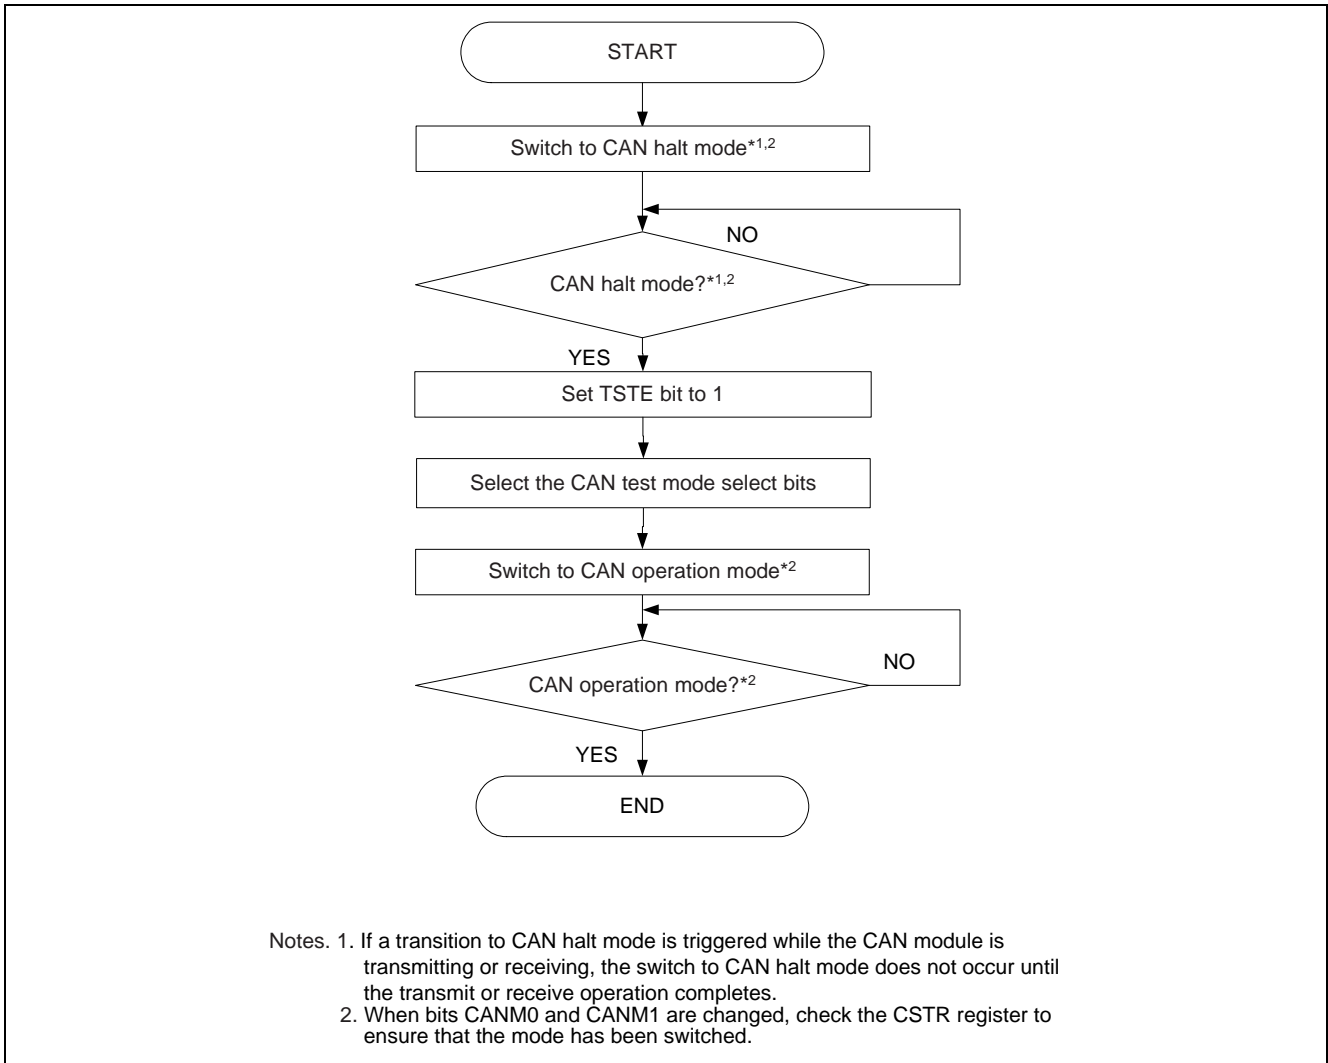 START
Switch to CAN halt mode*1,2
NO
CAN halt mode?*1,2
YES
Set TSTE bit to 1
Select the CAN test mode select bits
Switch to CAN operation mode*2
NO
CAN operation mode?*2
YES
END
Notes. 1. If a transition to CAN halt mode is triggered while the CAN module is
transmitting or receiving, the switch to CAN halt mode does not occur until
the transmit or receive operation completes.
2. When bits CANM0 and CANM1 are changed, check the CSTR register to
ensure that the mode has been switched.